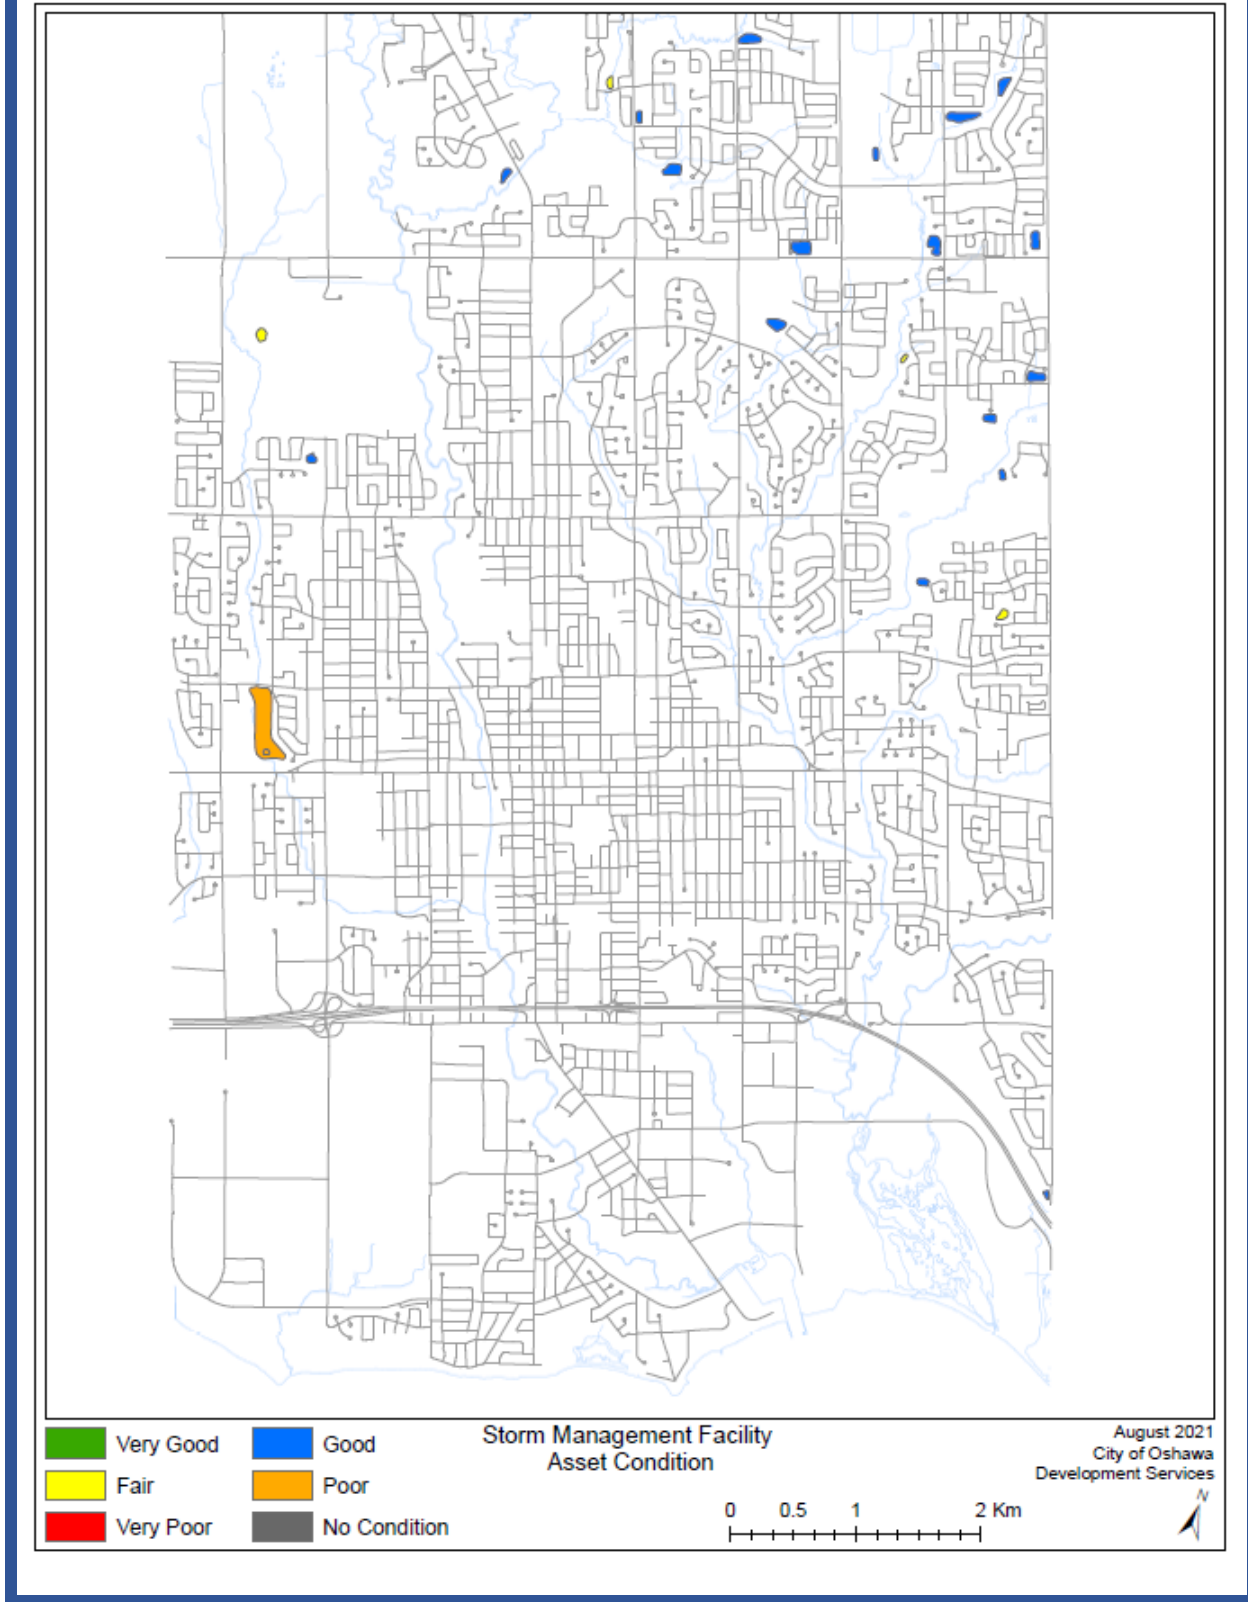 Very Good
Good
Fair
Poor
Very Poor
No Condition
Storm Management Facility
Asset Condition
0 0.5 1 2 Km
August 2021
City of Oshawa
Development Services
N